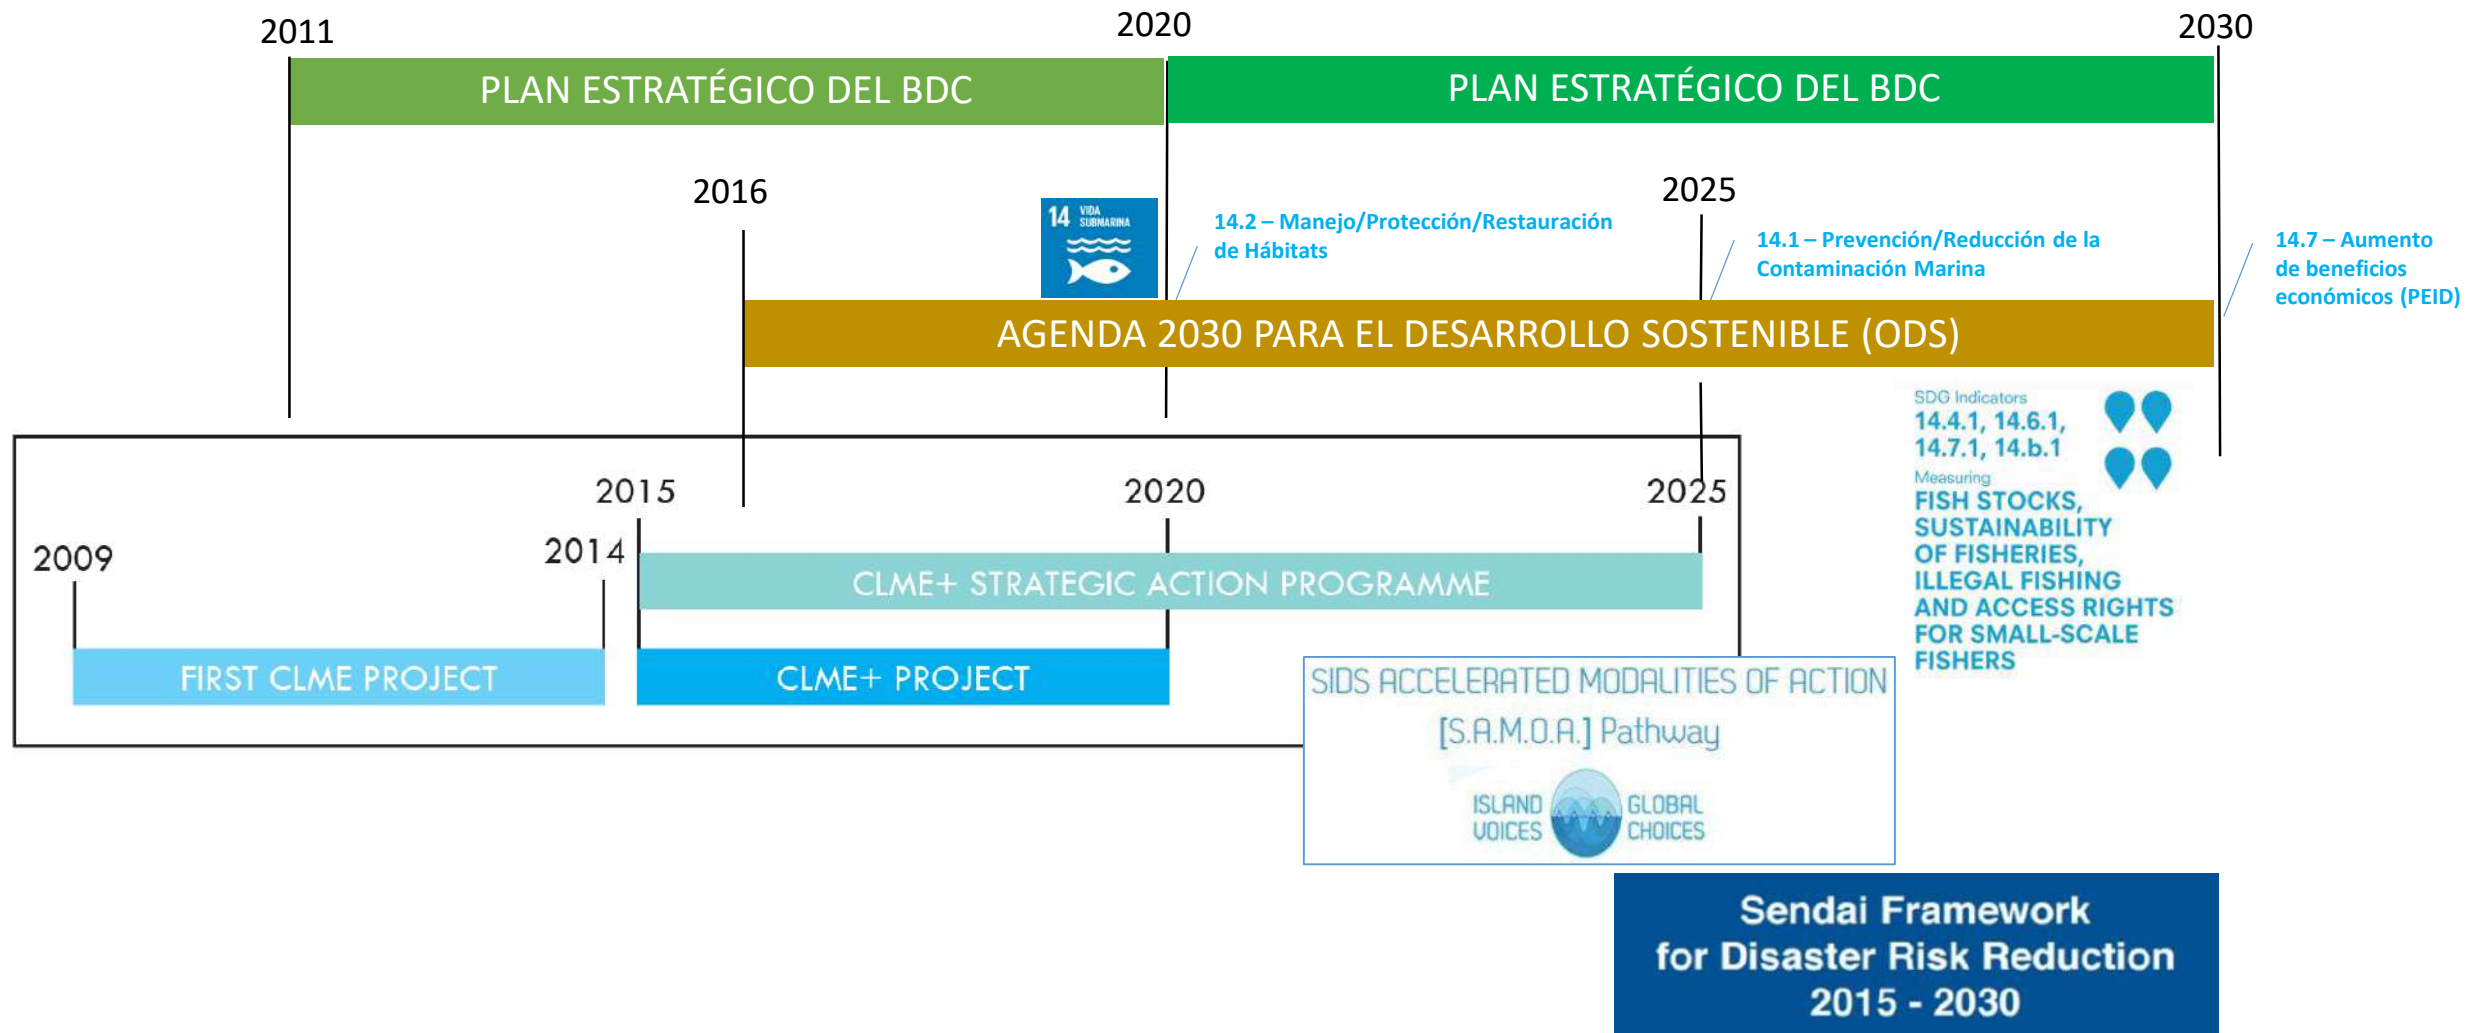 2011
2020
2030
PLAN ESTRATÉGICO DEL BDC
PLAN ESTRATÉGICO DEL BDC
2016
2025
14 VIDA
SUBMARINA
14.2 – Manejo/Protección/Restauración
de Hábitats
14.1 – Prevención/Reducción de la
Contaminación Marina
14.7 – Aumento
de beneficios
económicos (PEID)
AGENDA 2030 PARA EL DESARROLLO SOSTENIBLE (ODS)
SDG Indicators
14.4.1, 14.6.1,
14.7.1, 14.b.1
Measuring
FISH STOCKS,
SUSTAINABILITY
OF FISHERIES,
ILLEGAL FISHING
AND ACCESS RIGHTS
FOR SMALL-SCALE
FISHERS
2015
2020
2025
2009
2014
CLME+ STRATEGIC ACTION PROGRAMME
FIRST CLME PROJECT
CLME+ PROJECT
SIDS ACCELERATED MODALITIES OF ACTION
[S.A.M.O.A.] Pathway
ISLAND
VOICES
GLOBAL
CHOICES
Sendai Framework
for Disaster Risk Reduction
2015 - 2030